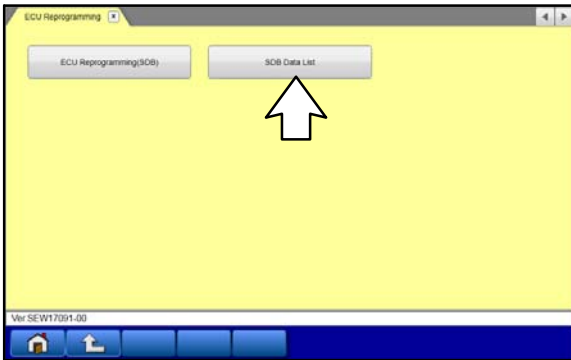 ECU Reprogramming
ECU Reprogramming(SDB) SDB Data List
Ver SEW17091-00